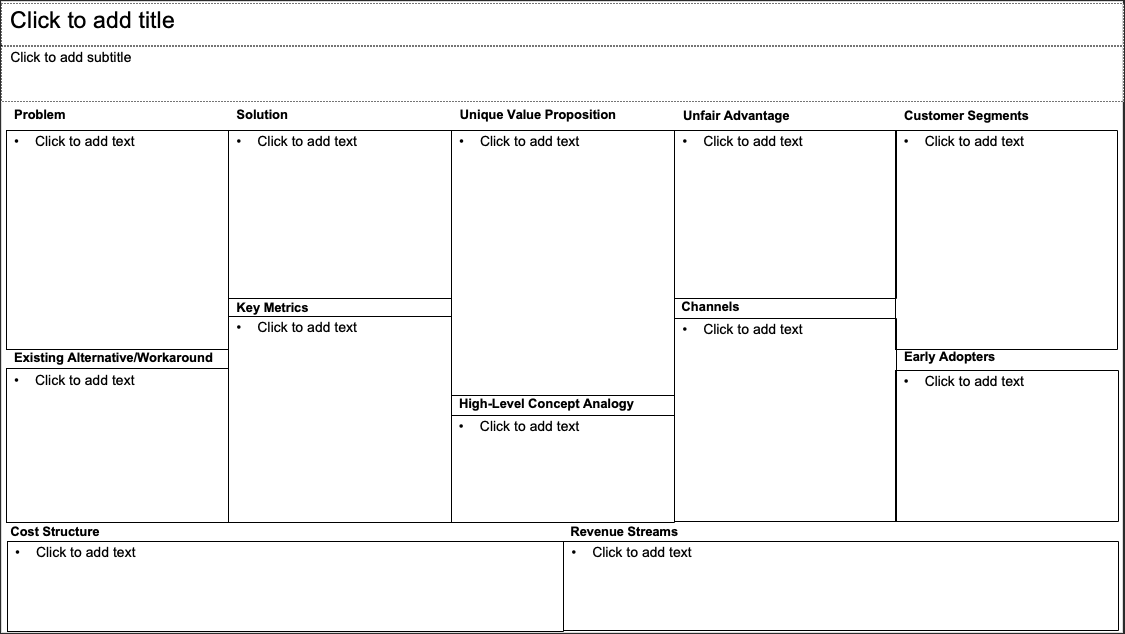 Click to add title
Click to add subtitle
Problem
• Click to add text
Existing Alternative/Workaround
• Click to add text
Solution
• Click to add text
Key Metrics
• Click to add text
Unique Value Proposition
• Click to add text
High-Level Concept Analogy
• Click to add text
Unfair Advantage
• Click to add text
Channels
• Click to add text
Customer Segments
• Click to add text
Early Adopters
• Click to add text
Cost Structure
• Click to add text
Revenue Streams
• Click to add text